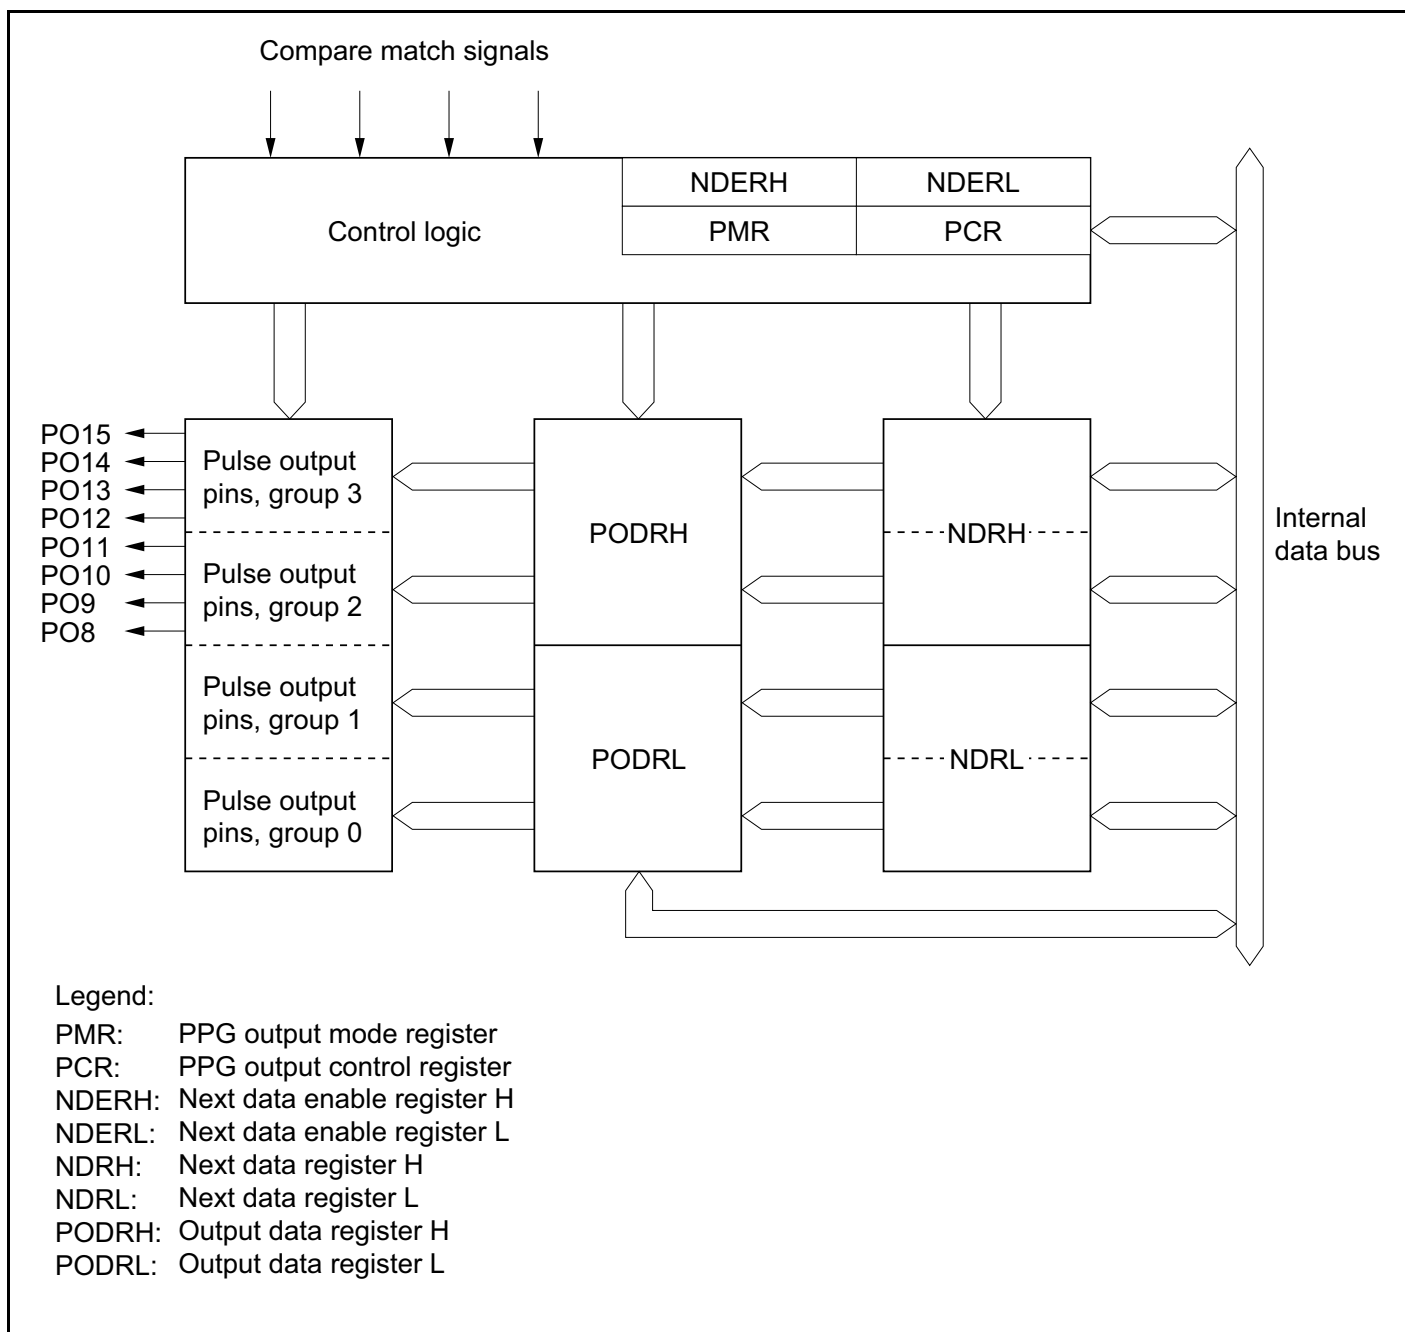 Compare match signals
NDERH
NDERL
Control logic
PMR
PCR
PO15
PO14
PO13
PO12
PO11
PO10
PO9
PO8
Pulse output
pins, group 3
Pulse output
pins, group 2
Pulse output
pins, group 1
Pulse output
pins, group 0
PODRH
PODRL
NDRH
NDRL
Internal
data bus
Legend:
PMR: PPG output mode register
PCR: PPG output control register
NDERH: Next data enable register H
NDERL: Next data enable register L
NDRH: Next data register H
NDRL: Next data register L
PODRH: Output data register H
PODRL: Output data register L